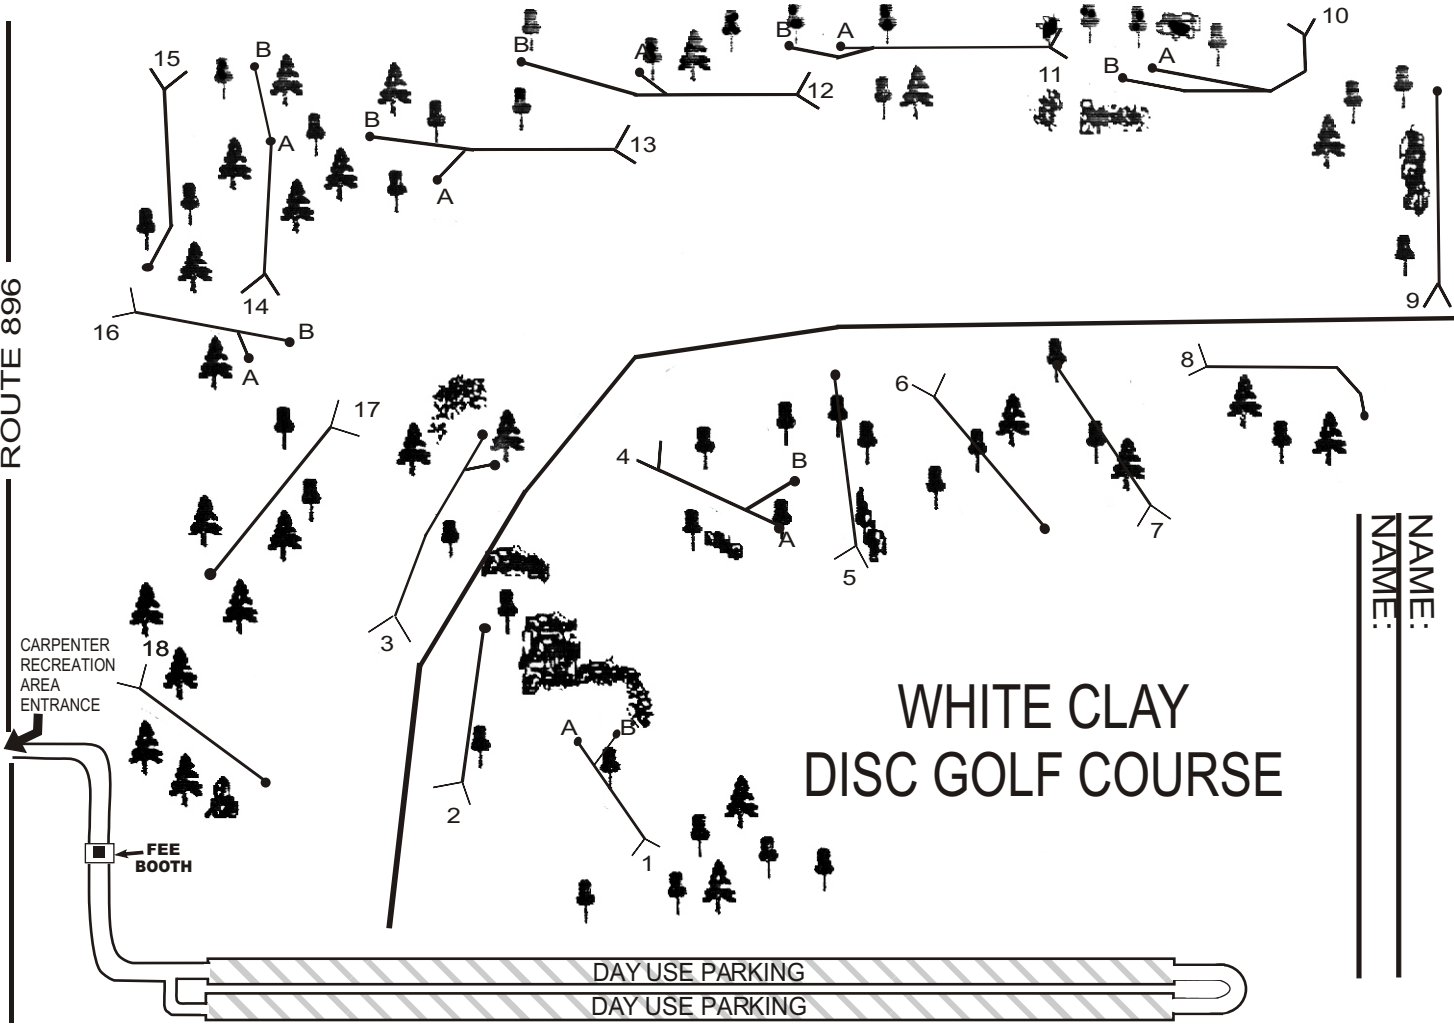 10
15
B
B
A
B
A
B
A
11
12
A
B
13
A
14
9
ROUTE 896
16
B
A
8
6
17
4
B
A
7
5
3
NAME:
NAME:
CARPENTER
RECREATION
AREA
ENTRANCE
18
A
B
WHITE CLAY
DISC GOLF COURSE
2
1
FEE
BOOTH
DAY USE PARKING
DAY USE PARKING